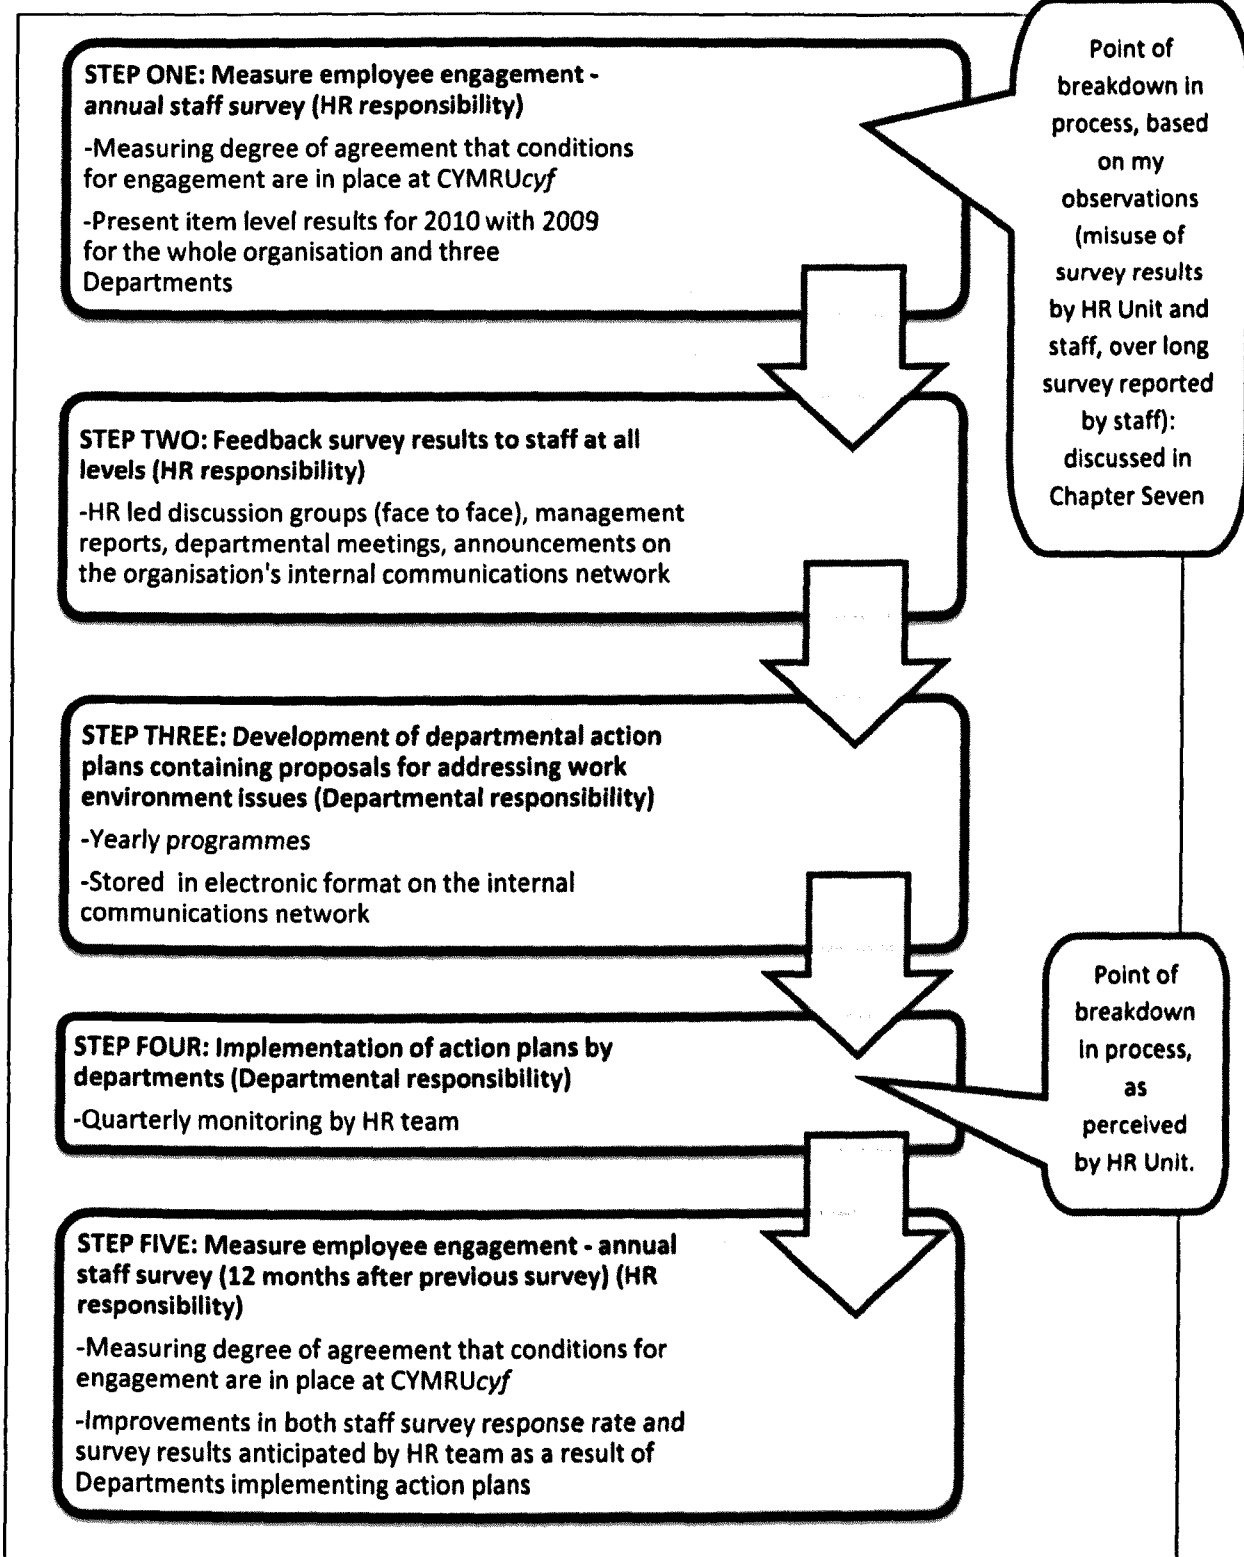 STEP ONE: Measure employee engagement -
annual staff survey (HR responsibility)
-Measuring degree of agreement that conditions
for engagement are in place at CYMRUcyf
-Present item level results for 2010 with 2009
for the whole organisation and three
Departments
Point of
breakdown in
process, based
on my
observations
(misuse of
survey results
by HR Unit and
staff, over long
survey reported
by staff):
discussed in
Chapter Seven
STEP TWO: Feedback survey results to staff at all
levels (HR responsibility)
-HR led discussion groups (face to face), management
reports, departmental meetings, announcements on
the organisation's internal communications network
STEP THREE: Development of departmental action
plans containing proposals for addressing work
environment issues (Departmental responsibility)
-Yearly programmes
-Stored in electronic format on the internal
communications network
STEP FOUR: Implementation of action plans by
departments (Departmental responsibility)
-Quarterly monitoring by HR team
Point of
breakdown
in process,
as
perceived
by HR Unit.
STEP FIVE: Measure employee engagement - annual
staff survey (12 months after previous survey) (HR
responsibility)
-Measuring degree of agreement that conditions for
engagement are in place at CYMRUcyf
-Improvements in both staff survey response rate and
survey results anticipated by HR team as a result of
Departments implementing action plans